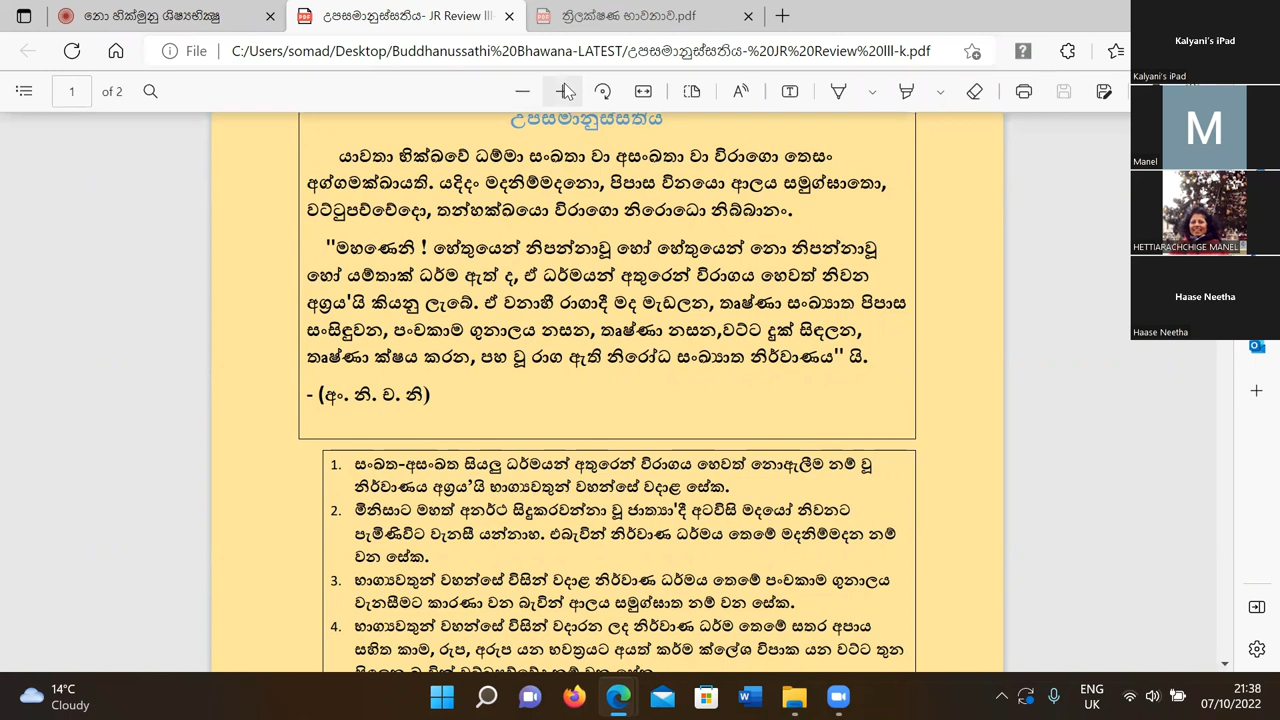 නො භික්මුනු ශිෂ්‍යභික්‍ෂු
උපසමානුස්සතිය- JR Review lll-
ත්‍රිලක්ෂණ භාවනාව.pdf
File C:/Users/somad/Desktop/Buddhanussathi%20Bhawana-LATEST/උපසමානුස්සතිය-%20JR%20Review%20lll-k.pdf
1 of 2
උපසමානුස්සතිය
යාවතා භික්ඛවේ ධම්මා සංඛතා වා අසංඛතා වා විරාගො තෙසං
අග්ගමක්ඛායති. යදිදං මදනිම්මදනො, පිපාස විනයො ආලය සමුග්ඝාතො,
වට්ටුපච්ඡේදො, තන්හක්ඛයො විරාගො නිරොධො නිබ්බානං.
"මහණෙනි ! හේතුයෙන් නිපන්නාවූ හෝ හේතුයෙන් නො නිපන්නාවූ
හෝ යම්තාක් ධර්ම ඇත් ද, ඒ ධර්මයන් අතුරෙන් විරාගය හෙවත් නිවන
අග්‍රය'යි කියනු ලැබේ. ඒ වනාහී රාගාදී මද මැඩලන, තෘෂ්ණා සංඛ්‍යාත පිපාස
සංසිඳුවන, පංචකාම ගුනාලය නසන, තෘෂ්ණා නසන,වට්ට දුක් සිඳලන,
තෘෂ්ණා ක්ෂය කරන, පහ වූ රාග ඇති නිරෝධ සංඛ්‍යාත නිර්වාණය" යි.
- (අං. නි. ච. නි)
1. සංඛත-අසංඛත සියලු ධර්මයන් අතුරෙන් විරාගය හෙවත් නොඇලීම නම් වූ
නිර්වාණය අග්‍රය'යි භාග්‍යවතුන් වහන්සේ වදාළ සේක.
2. මිනිසාට මහත් අනර්ථ සිදුකරවන්නා වූ ජාත්‍යා'දී අටවිසි මදයෝ නිවනට
පැමිණිවිට වැනසී යන්නාහ. එබැවින් නිර්වාණ ධර්මය තෙමේ මදනිම්මදන නම්
වන සේක.
3. භාග්‍යවතුන් වහන්සේ විසින් වදාළ නිර්වාණ ධර්මය තෙමේ පංචකාම ගුනාලය
වැනසීමට කාරණා වන බැවින් ආලය සමුග්ඝාත නම් වන සේක.
4. භාග්‍යවතුන් වහන්සේ විසින් වදාරන ලද නිර්වාණ ධර්ම තෙමේ සතර අපාය
සහිත කාම, රූප, අරූප යන භවත්‍රයට අයත් කර්ම ක්ලේශ විපාක යන වට්ට තුන
Kalyani's iPad
Kalyani's iPad
M
Manel
HETTIARACHCHIGE MANEL
Haase Neetha
Haase Neetha
14°C
Cloudy
ENG
UK
21:38
07/10/2022